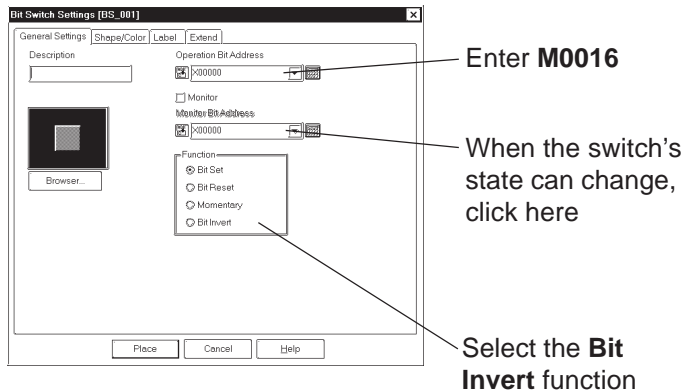 Bit Switch Settings [BS_001]
General Settings Shape/Color Label Extend
Description
Operation Bit Address
X00000
Monitor
Monitor Bit Address
X00000
Browser...
Function
Bit Set
Bit Reset
Momentary
Bit Invert
Place Cancel Help
Enter M0016
When the switch's
state can change,
click here
Select the Bit
Invert function